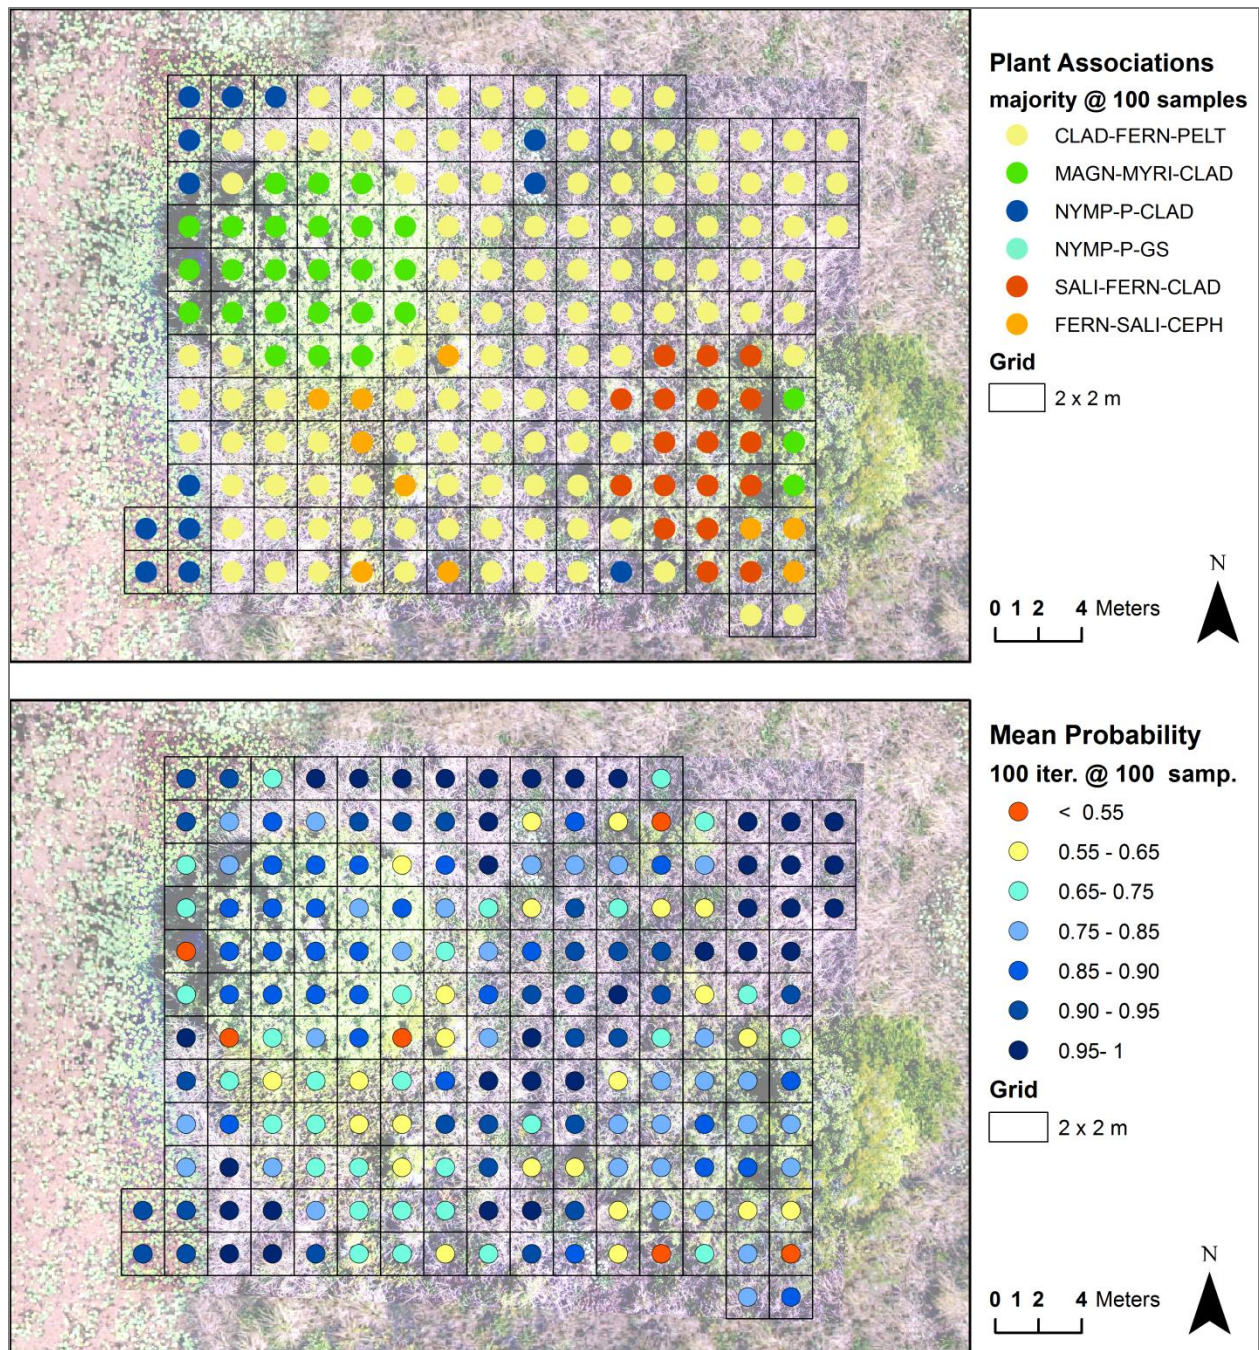 Plant Associations
majority @ 100 samples
CLAD-FERN-PELT
MAGN-MYRI-CLAD
NYMP-P-CLAD
NYMP-P-GS
SALI-FERN-CLAD
FERN-SALI-CEPH
Grid
2 x 2 m
N
0 1 2 4 Meters
Mean Probability
100 iter. @ 100 samp.
< 0.55
0.55 - 0.65
0.65- 0.75
0.75 - 0.85
0.85 - 0.90
0.90 - 0.95
0.95- 1
Grid
2 x 2 m
N
0 1 2 4 Meters